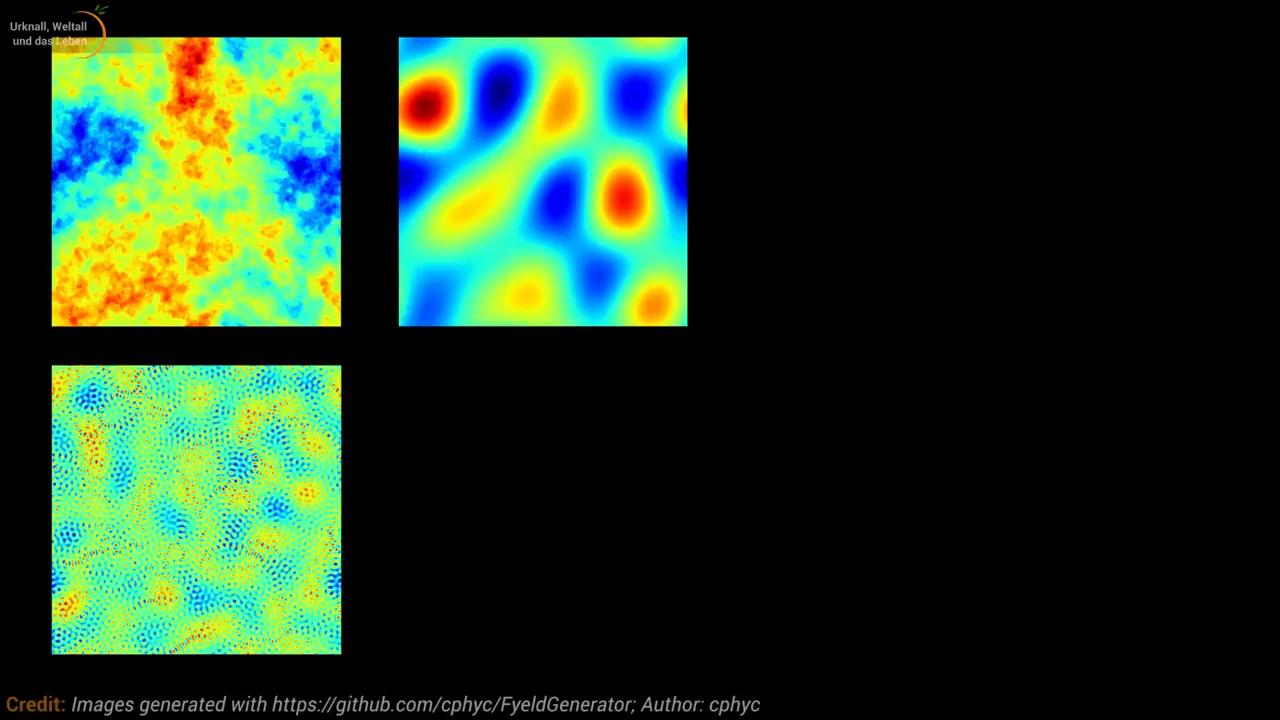 Urknall, Weltall
und das Leben
Credit: Images generated with https://github.com/cphyc/FyeldGenerator; Author: cphyc